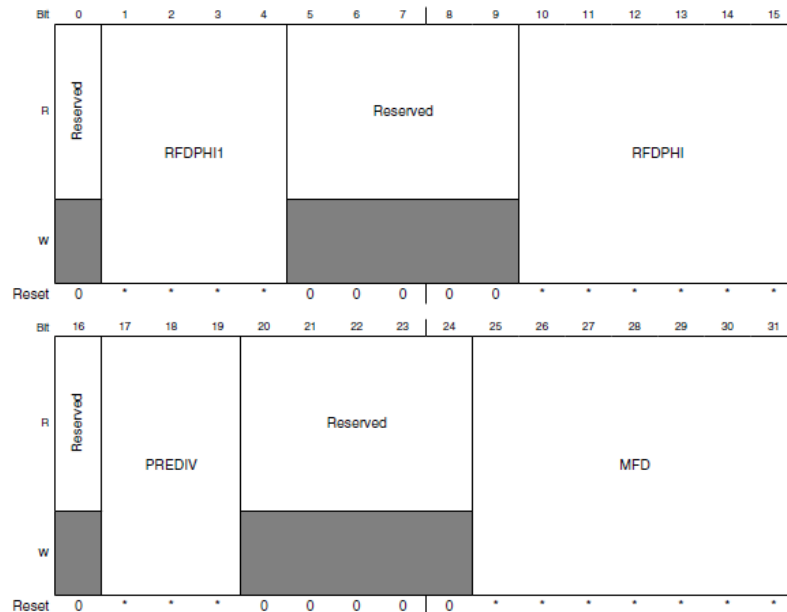 Bit 0 1 2 3 4 5 6 7 8 9 10 11 12 13 14 15
R Reserved RFDPHI1 Reserved RFDPHI
W
Reset 0 * * * * 0 0 0 0 0 * * * * * *
Bit 16 17 18 19 20 21 22 23 24 25 26 27 28 29 30 31
R Reserved PREDIV Reserved MFD
W
Reset 0 * * * 0 0 0 0 0 * * * * * * *